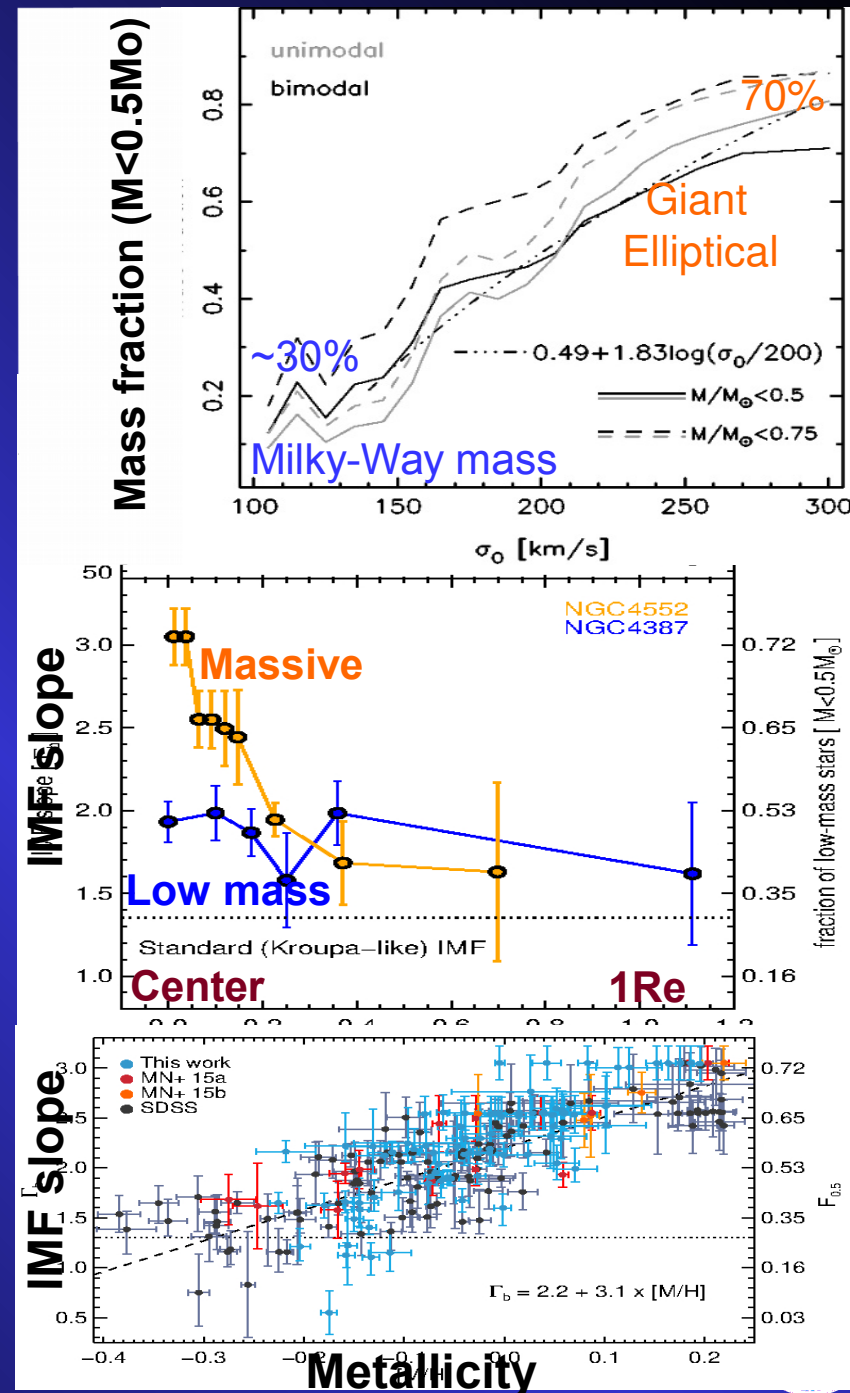 Mass fraction (M<0.5Mo)
unimodal
bimodal
70%
Giant
Elliptical
~30%
Milky-Way mass
0.49+1.83log(σ₀/200)
M/M⊙<0.5
M/M⊙<0.75
0.8
0.6
0.4
0.2
100 150 200 250 300
σ₀ [km/s]
IMF slope
50
3.0
2.5
2.0
1.5
1.0
NGC4552
NGC4387
Massive
Low mass
Standard (Kroupa-like) IMF
Center
1Re
0.72
0.65
0.53
0.35
0.16
fraction of low-mass stars [ M<0.5M⊙]
IMF slope
3.0
2.5
2.0
1.5
1.0
0.5
This work
MN+ 15a
MN+ 15b
SDSS
Γb = 2.2 + 3.1 x [M/H]
0.72
0.65
0.53
0.35
0.16
0.03
F0.5
−0.4 −0.3 −0.2 −0.1 0.0 0.1 0.2
Metallicity